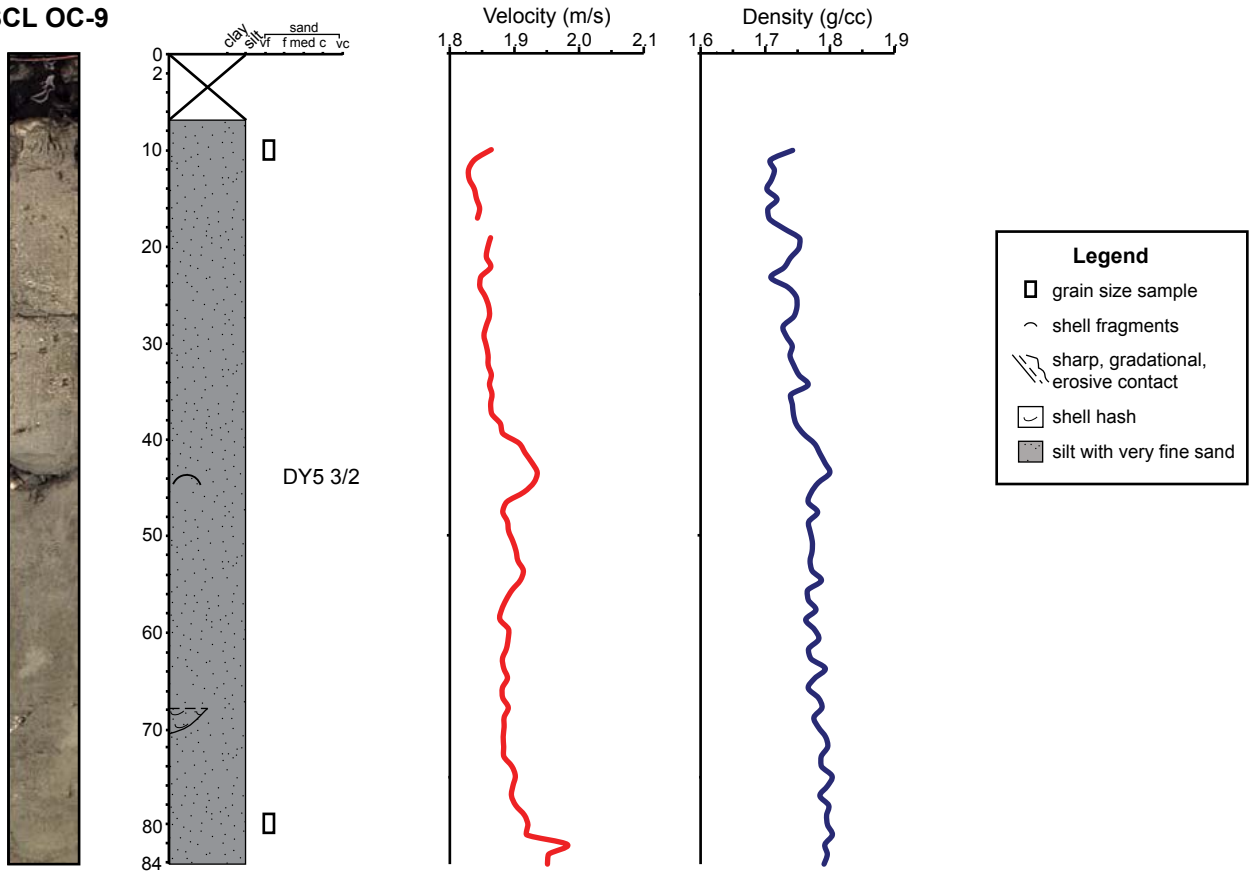 SCL OC-9
Velocity (m/s)
Density (g/cc)
clay
silt
sand
vf f med c vc
1.8 1.9 2.0 2.1
1.6 1.7 1.8 1.9
0
2
10
20
30
40
50
60
70
80
84
DY5 3/2
Legend
grain size sample
shell fragments
sharp, gradational,
erosive contact
shell hash
silt with very fine sand